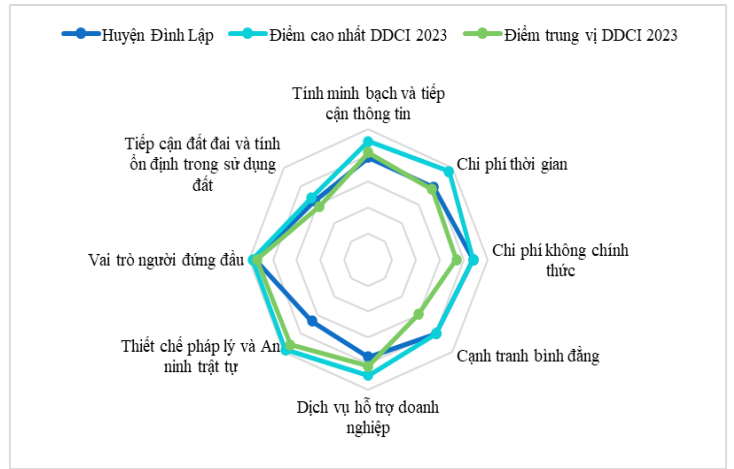 Huyện Đình Lập
Điểm cao nhất DDCI 2023
Điểm trung vị DDCI 2023
Tính minh bạch và tiếp
cận thông tin
Chi phí thời gian
Chi phí không chính
thức
Cạnh tranh bình đẳng
Dịch vụ hỗ trợ doanh
nghiệp
Thiết chế pháp lý và An
ninh trật tự
Vai trò người đứng đầu
Tiếp cận đất đai và tính
ổn định trong sử dụng
đất